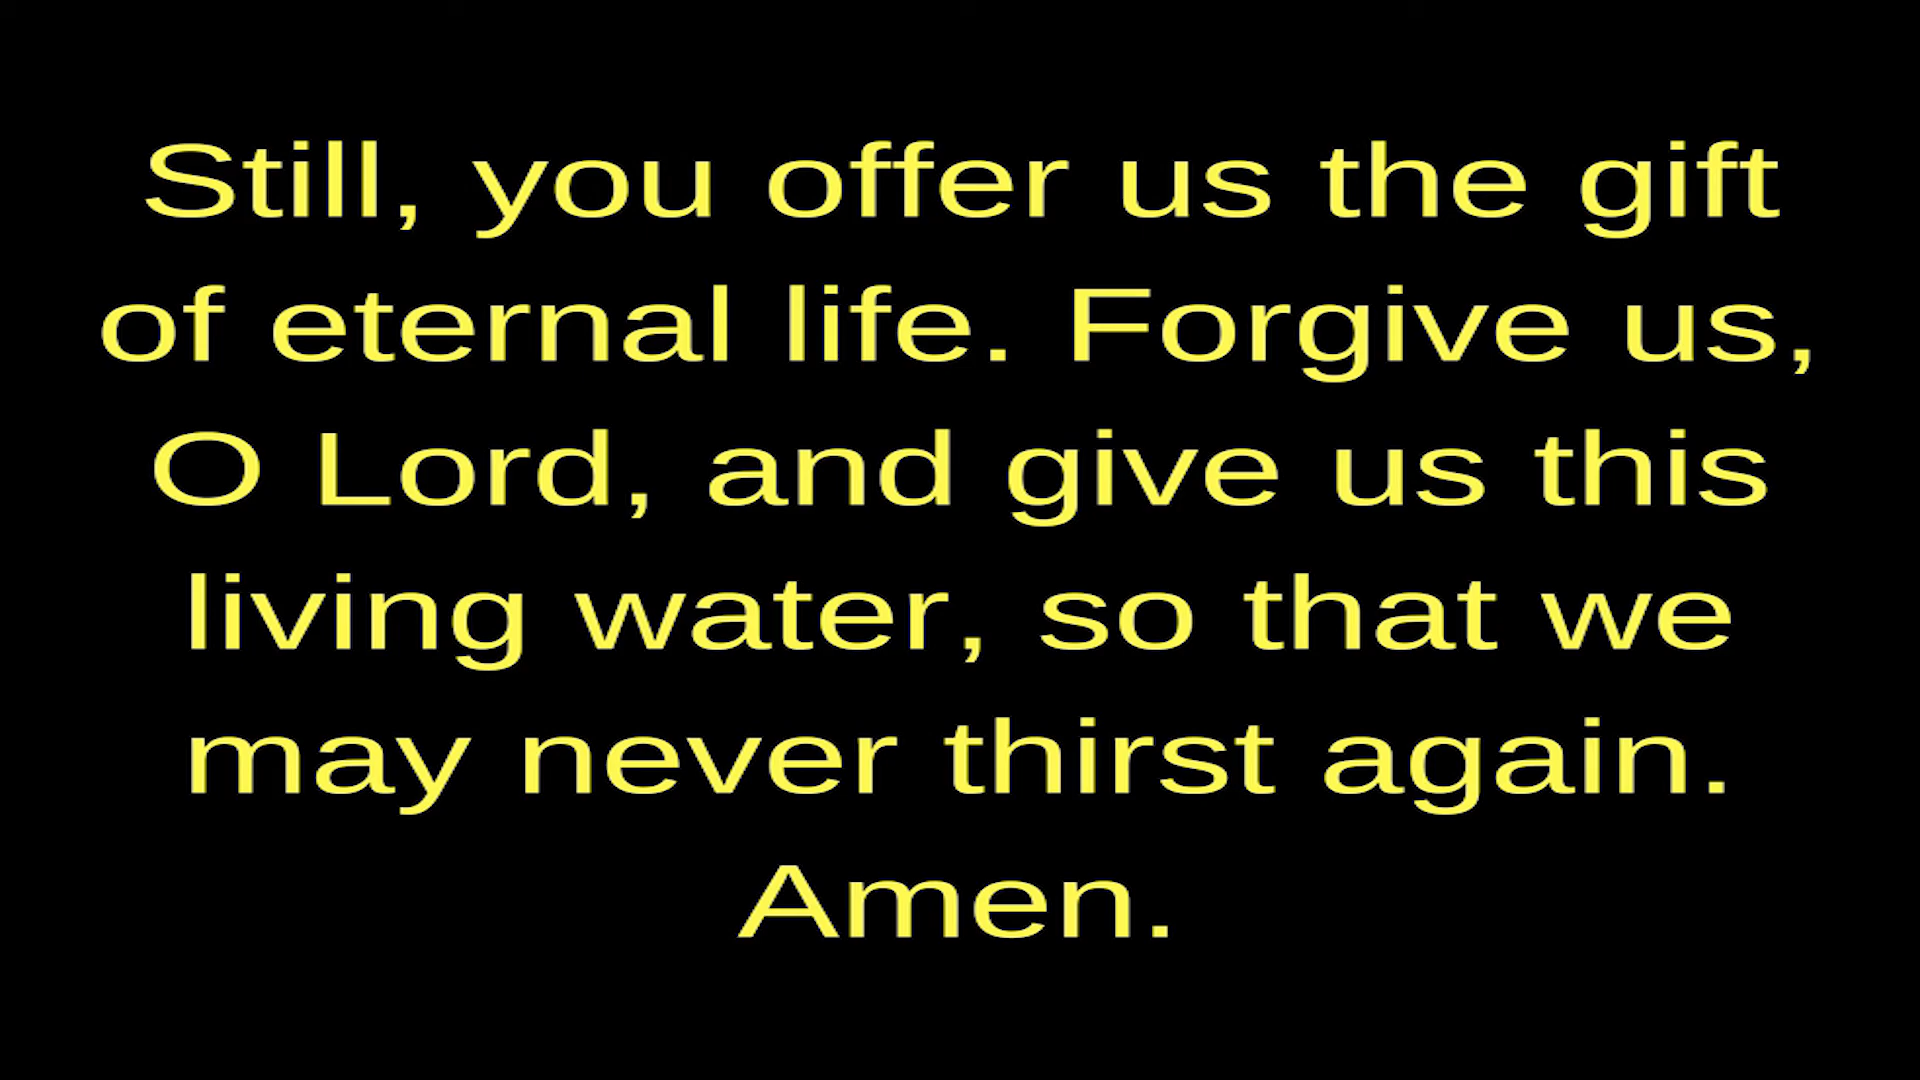 Still, you offer us the gift
of eternal life. Forgive us,
O Lord, and give us this
living water, so that we
may never thirst again.
Amen.